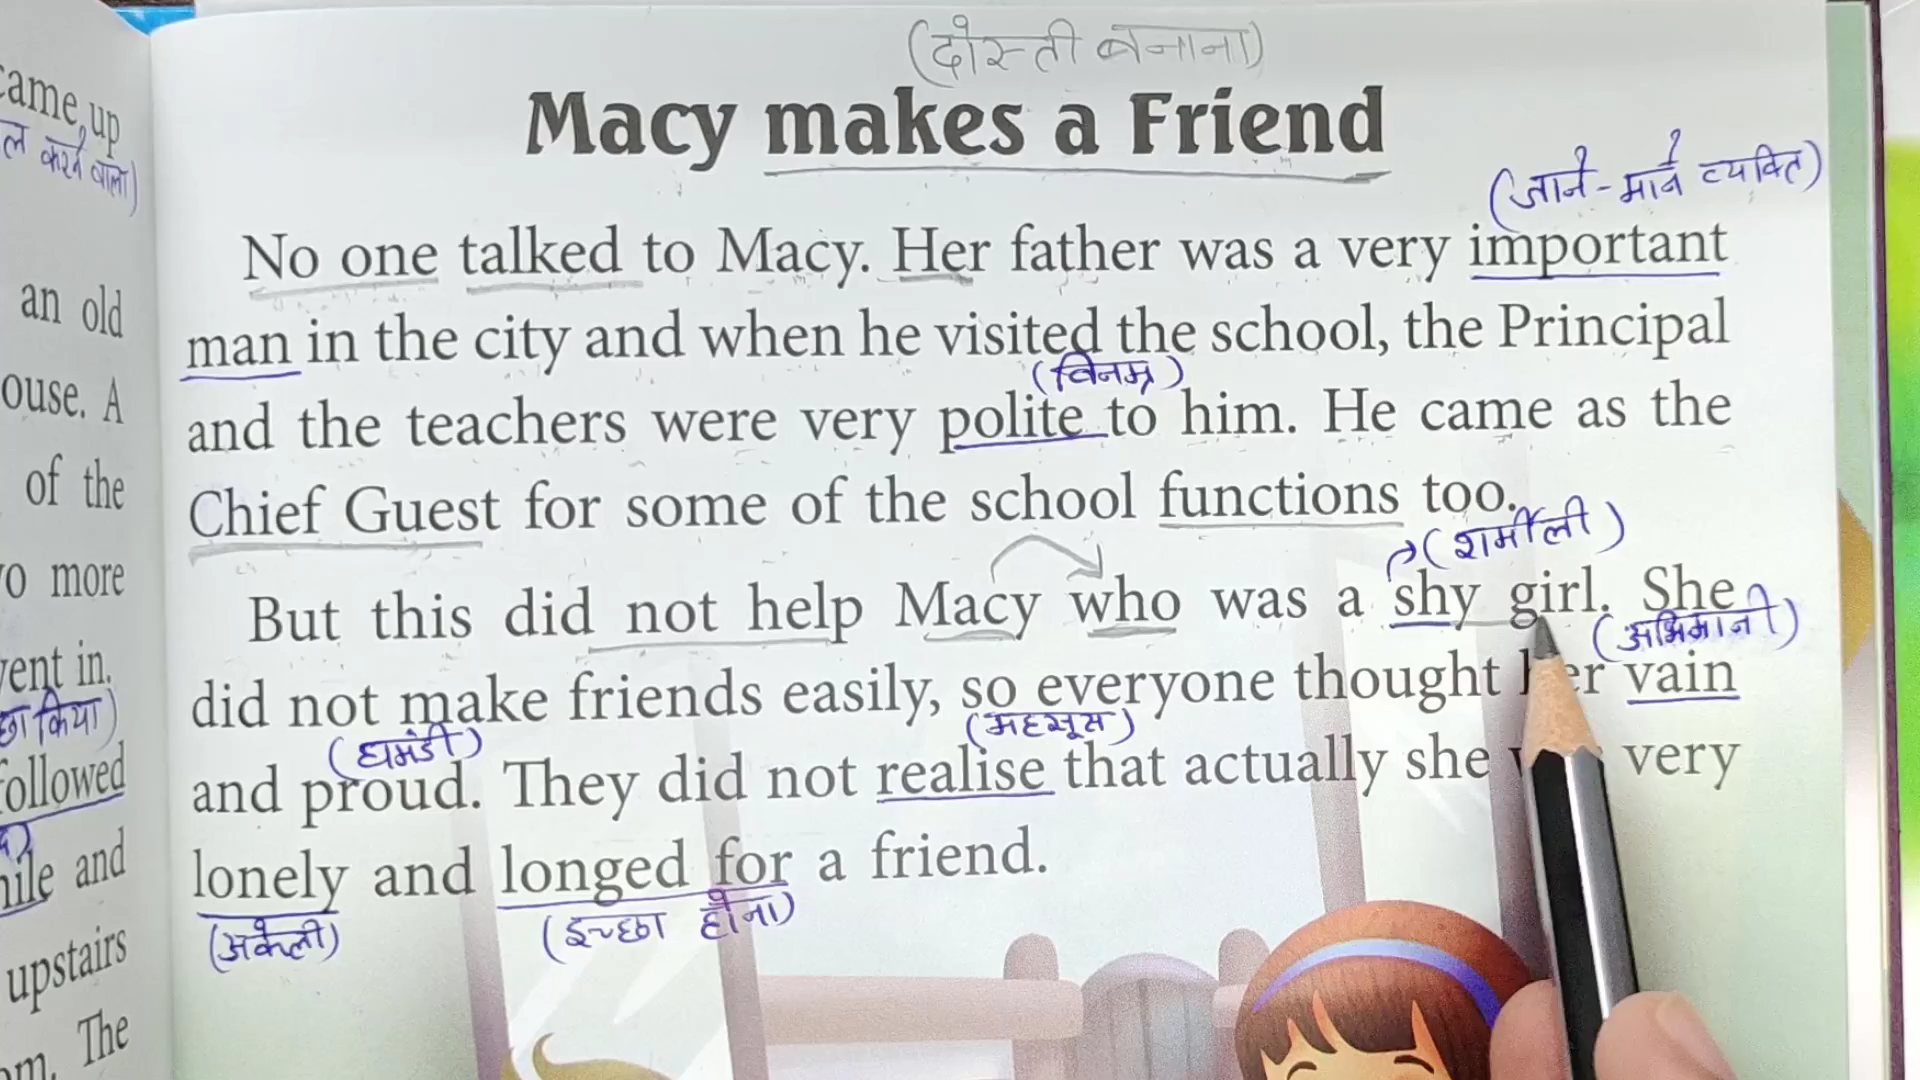 came up
ल करने वाला)
an old
ouse. A
of the
o more
ent in.
छा किया)
followed
ile and
upstairs
The
(दोस्ती बनाना)
Macy makes a Friend
(जाने-माने व्यक्ति)
No one talked to Macy. Her father was a very important
man in the city and when he visited the school, the Principal
(विनम्र)
and the teachers were very polite to him. He came as the
Chief Guest for some of the school functions too.
(शर्मीली)
But this did not help Macy who was a shy girl. She
(अभिमानी)
did not make friends easily, so everyone thought her vain
(घमंडी) (महसूस)
and proud. They did not realise that actually she very
lonely and longed for a friend.
(अकेली) (इच्छा होना)